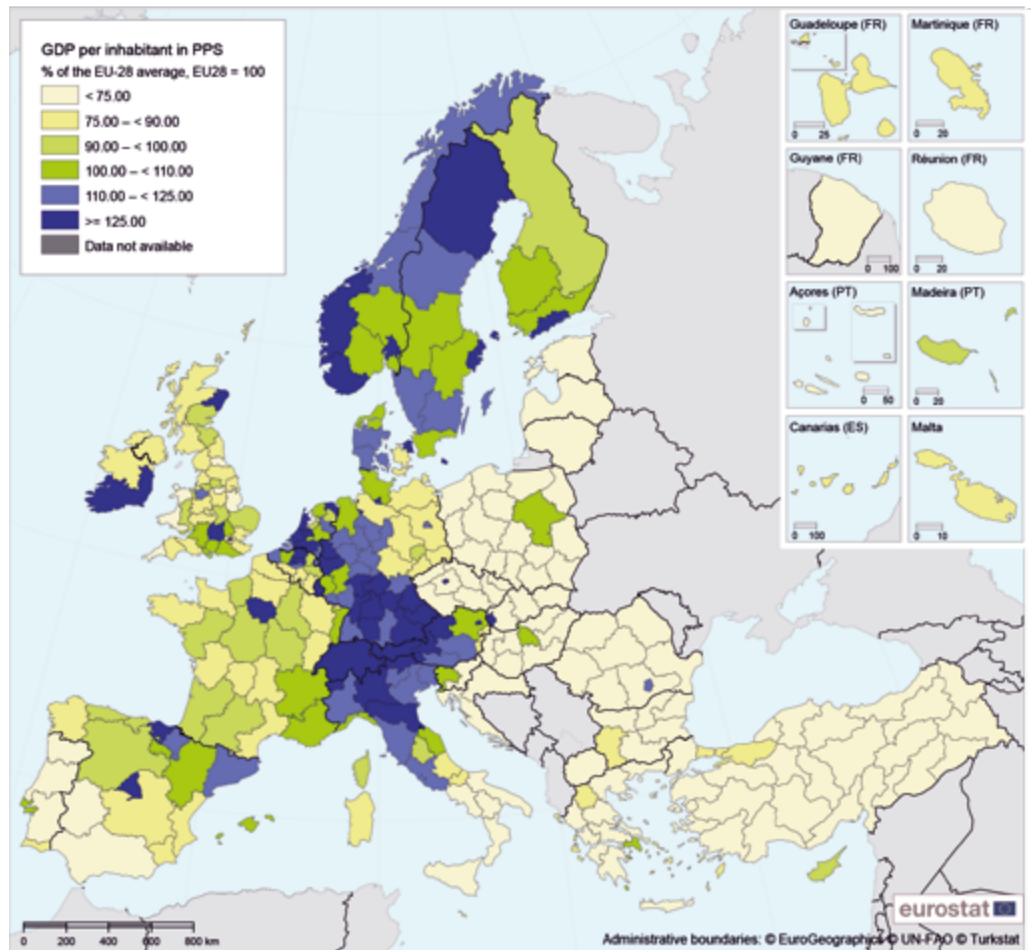 GDP per inhabitant in PPS
% of the EU-28 average, EU28 = 100
< 75.00
75.00 – < 90.00
90.00 – < 100.00
100.00 – < 110.00
110.00 – < 125.00
>= 125.00
Data not available
Guadeloupe (FR)
0 25
Martinique (FR)
0 20
Guyane (FR)
0 100
Réunion (FR)
0 20
Açores (PT)
0 50
Madeira (PT)
0 20
Canarias (ES)
0 100
Malta
0 10
eurostat
0 200 400 600 800 km
Administrative boundaries: © EuroGeographics © UN-FAO © Turkstat